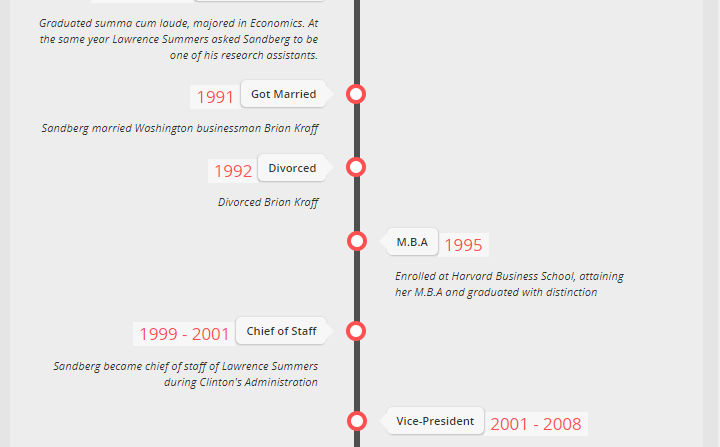 Graduated summa cum laude, majored in Economics. At
the same year Lawrence Summers asked Sandberg to be
one of his research assistants.
1991 Got Married
Sandberg married Washington businessman Brian Kraff
1992 Divorced
Divorced Brian Kraff
M.B.A 1995
Enrolled at Harvard Business School, attaining
her M.B.A and graduated with distinction
1999 - 2001 Chief of Staff
Sandberg became chief of staff of Lawrence Summers
during Clinton's Administration
Vice-President 2001 - 2008